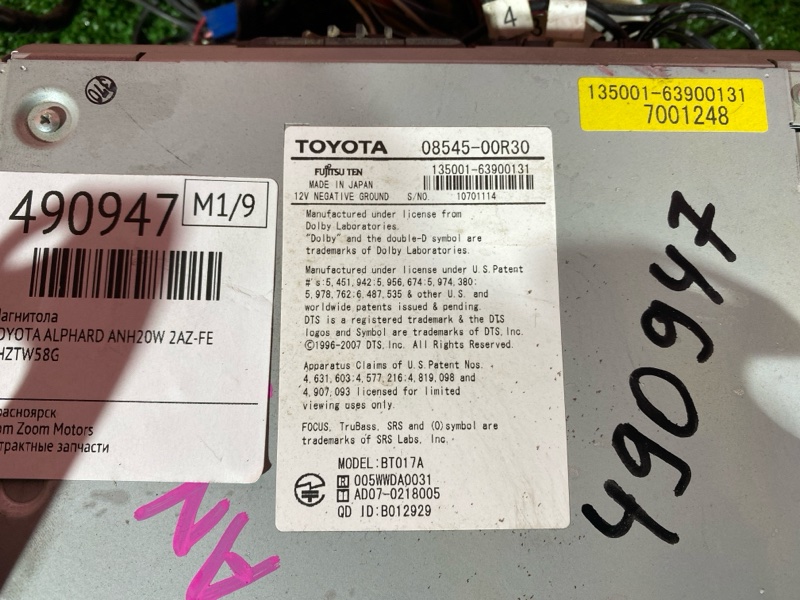 4
370
135001-63900131
7001248
TOYOTA 08545-00R30
FUJITSU TEN 135001-63900131
MADE IN JAPAN
12V NEGATIVE GROUND S/NO. 10701114
Manufactured under license from
Dolby Laboratories.
"Dolby" and the double-D symbol are
trademarks of Dolby Laboratories.
Manufactured under license under U.S.Patent
#'s:5,451,942:5,956,674:5,974,380:
5,978,762:6,487,535 & other U.S. and
worldwide patents issued & pending.
DTS is a registered trademark & the DTS
logos and Symbol are trademarks of DTS, Inc.
©1996-2007 DTS, Inc. All Rights Reserved.
Apparatus Claims of U.S.Patent Nos.
4,631,603:4,577,216:4,819,098 and
4,907,093 licensed for limited
viewing uses only.
FOCUS, TruBass, SRS and (O)symbol are
trademarks of SRS Labs, Inc.
MODEL:BT017A
R 005WWDA0031
T AD07-0218005
QD ID:B012929
490947 M1/9
агнитола
OYOTA ALPHARD ANH20W 2AZ-FE
HZTW58G
расноярск
am Zoom Motors
трактные запчасти
490947
AN